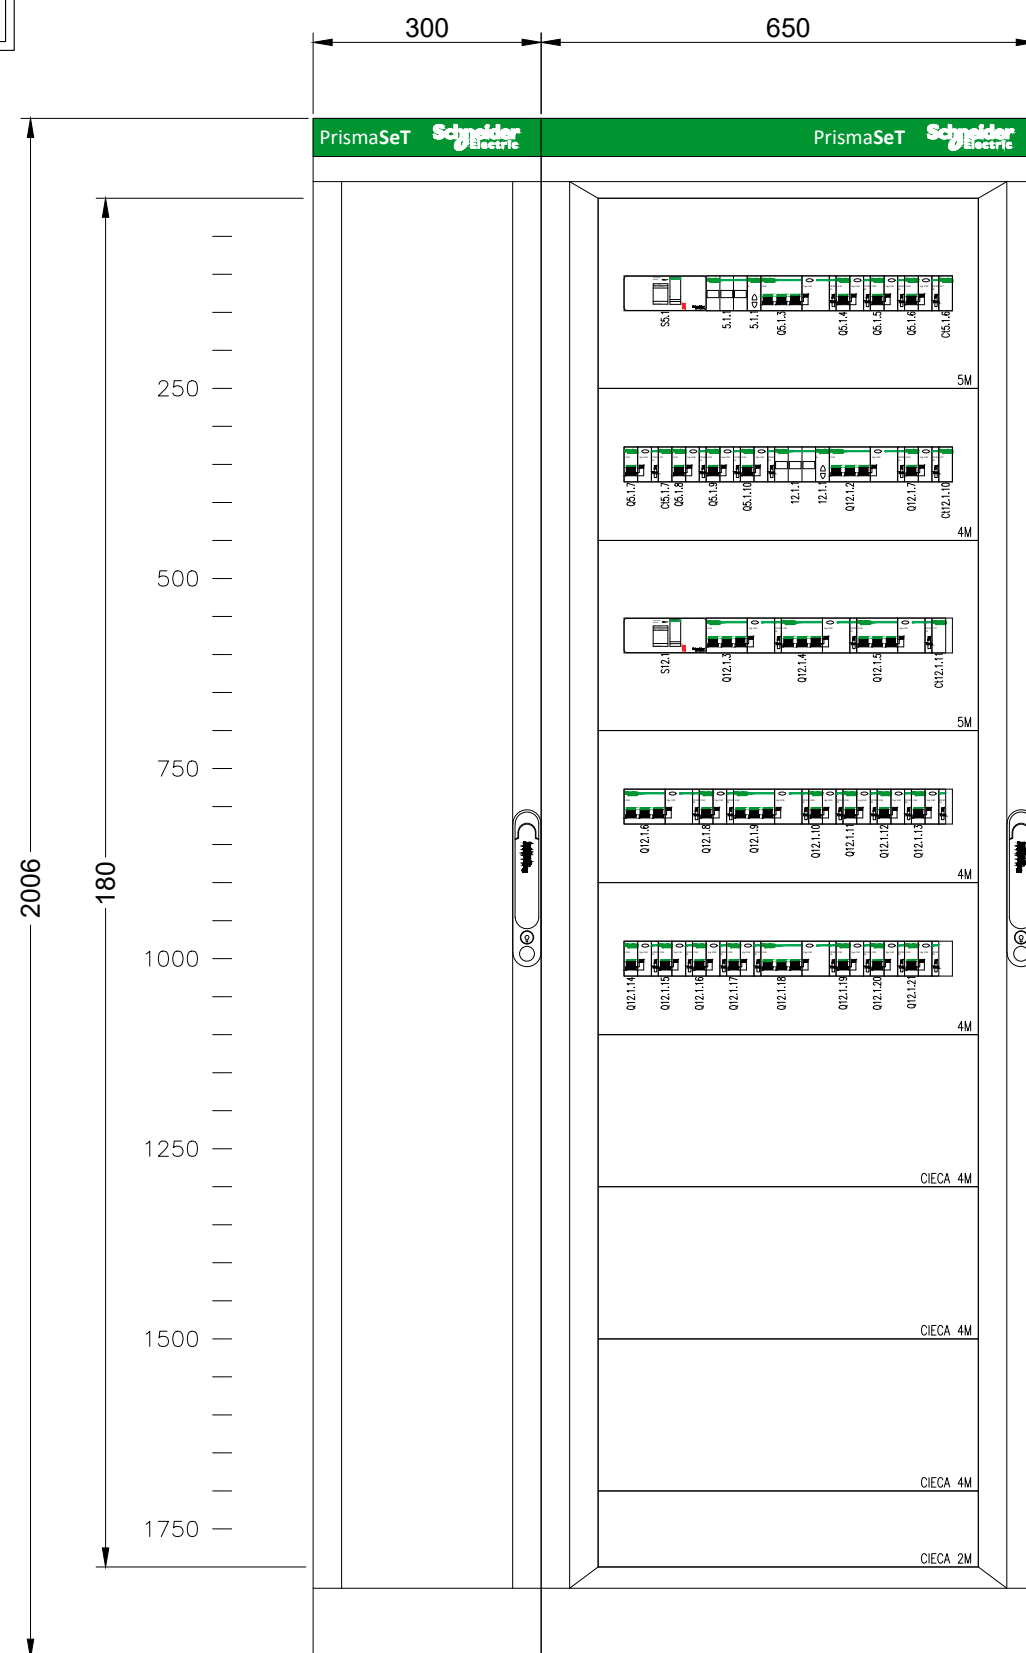 300 650
PrismaSeT Schneider Electric PrismaSeT Schneider Electric
S5.1 5.1.1 5.1.1 Q5.1.3 Q5.1.4 Q5.1.5 Q5.1.6 Ct5.1.6
5M
250
Q5.1.7 Ct5.1.7 Q5.1.8 Q5.1.9 Q5.1.10 12.1.1 12.1.1 Q12.1.2 Q12.1.7 Ct12.1.10
4M
500
S12.1 Q12.1.3 Q12.1.4 Q12.1.5 Ct12.1.11
5M
750
Q12.1.6 Q12.1.8 Q12.1.9 Q12.1.10 Q12.1.11 Q12.1.12 Q12.1.13
4M
2006
180
1000
Q12.1.14 Q12.1.15 Q12.1.16 Q12.1.17 Q12.1.18 Q12.1.19 Q12.1.20 Q12.1.21
4M
1250
CIECA 4M
1500
CIECA 4M
CIECA 4M
1750
CIECA 2M